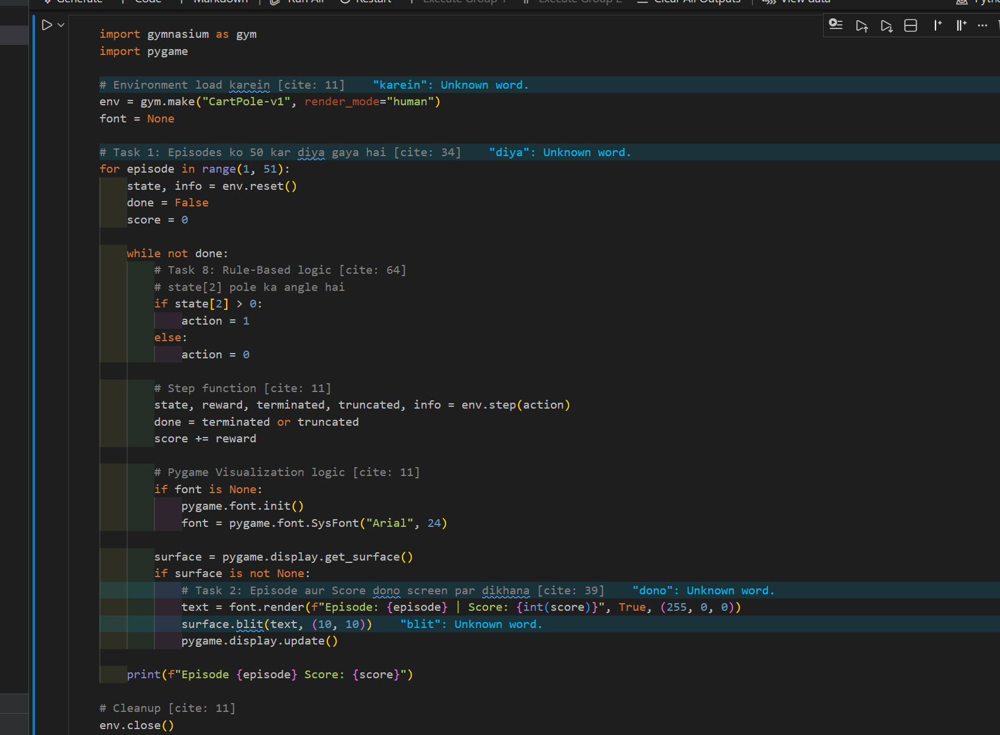 Generate + Code + Markdown | Run All Restart Execute Group 1 Execute Group 2 Clear All Outputs | View data
import gymnasium as gym
import pygame
# Environment load karein [cite: 11] "karein": Unknown word.
env = gym.make("CartPole-v1", render_mode="human")
font = None
# Task 1: Episodes ko 50 kar diya gaya hai [cite: 34] "diya": Unknown word.
for episode in range(1, 51):
state, info = env.reset()
done = False
score = 0
while not done:
# Task 8: Rule-Based logic [cite: 64]
# state[2] pole ka angle hai
if state[2] > 0:
action = 1
else:
action = 0
# Step function [cite: 11]
state, reward, terminated, truncated, info = env.step(action)
done = terminated or truncated
score += reward
# Pygame Visualization logic [cite: 11]
if font is None:
pygame.font.init()
font = pygame.font.SysFont("Arial", 24)
surface = pygame.display.get_surface()
if surface is not None:
# Task 2: Episode aur Score dono screen par dikhana [cite: 39] "dono": Unknown word.
text = font.render(f"Episode: {episode} | Score: {int(score)}", True, (255, 0, 0))
surface.blit(text, (10, 10)) "blit": Unknown word.
pygame.display.update()
print(f"Episode {episode} Score: {score}")
# Cleanup [cite: 11]
env.close()